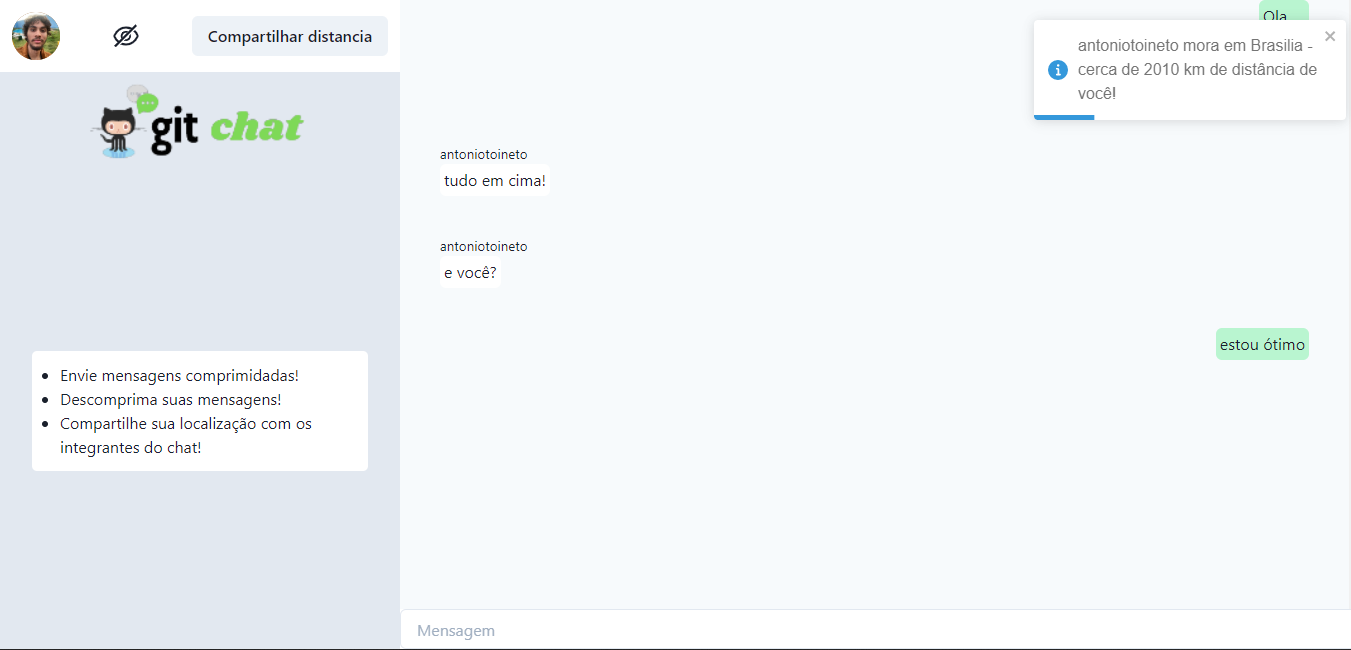 Compartilhar distancia
git chat
Envie mensagens comprimidadas!
Descomprima suas mensagens!
Compartilhe sua localização com os
integrantes do chat!
Ola
antoniotoineto mora em Brasilia -
cerca de 2010 km de distância de
você!
antoniotoineto
tudo em cima!
antoniotoineto
e você?
estou ótimo
Mensagem